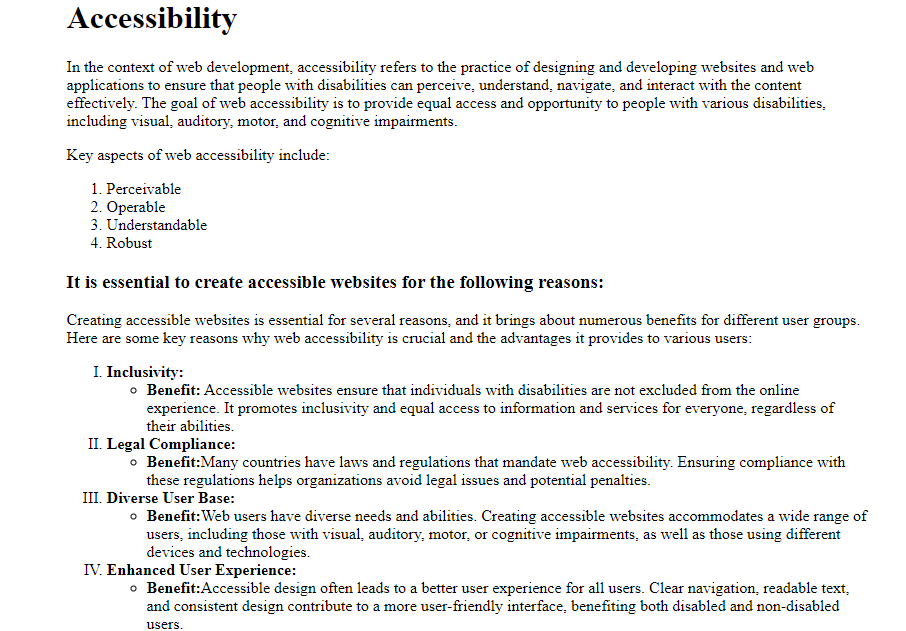 Accessibility
In the context of web development, accessibility refers to the practice of designing and developing websites and web
applications to ensure that people with disabilities can perceive, understand, navigate, and interact with the content
effectively. The goal of web accessibility is to provide equal access and opportunity to people with various disabilities,
including visual, auditory, motor, and cognitive impairments.
Key aspects of web accessibility include:
1. Perceivable
2. Operable
3. Understandable
4. Robust
It is essential to create accessible websites for the following reasons:
Creating accessible websites is essential for several reasons, and it brings about numerous benefits for different user groups.
Here are some key reasons why web accessibility is crucial and the advantages it provides to various users:
I. Inclusivity:
Benefit: Accessible websites ensure that individuals with disabilities are not excluded from the online
experience. It promotes inclusivity and equal access to information and services for everyone, regardless of
their abilities.
II. Legal Compliance:
Benefit:Many countries have laws and regulations that mandate web accessibility. Ensuring compliance with
these regulations helps organizations avoid legal issues and potential penalties.
III. Diverse User Base:
Benefit:Web users have diverse needs and abilities. Creating accessible websites accommodates a wide range of
users, including those with visual, auditory, motor, or cognitive impairments, as well as those using different
devices and technologies.
IV. Enhanced User Experience:
Benefit:Accessible design often leads to a better user experience for all users. Clear navigation, readable text,
and consistent design contribute to a more user-friendly interface, benefiting both disabled and non-disabled
users.